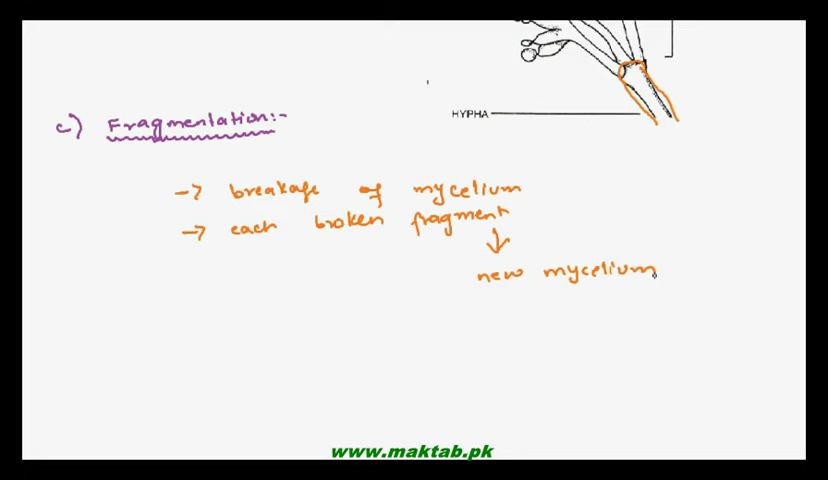 HYPHA
c) Fragmentation:-
→ breakage of mycelium
→ each broken fragment
↓
new mycelium
www.maktab.pk